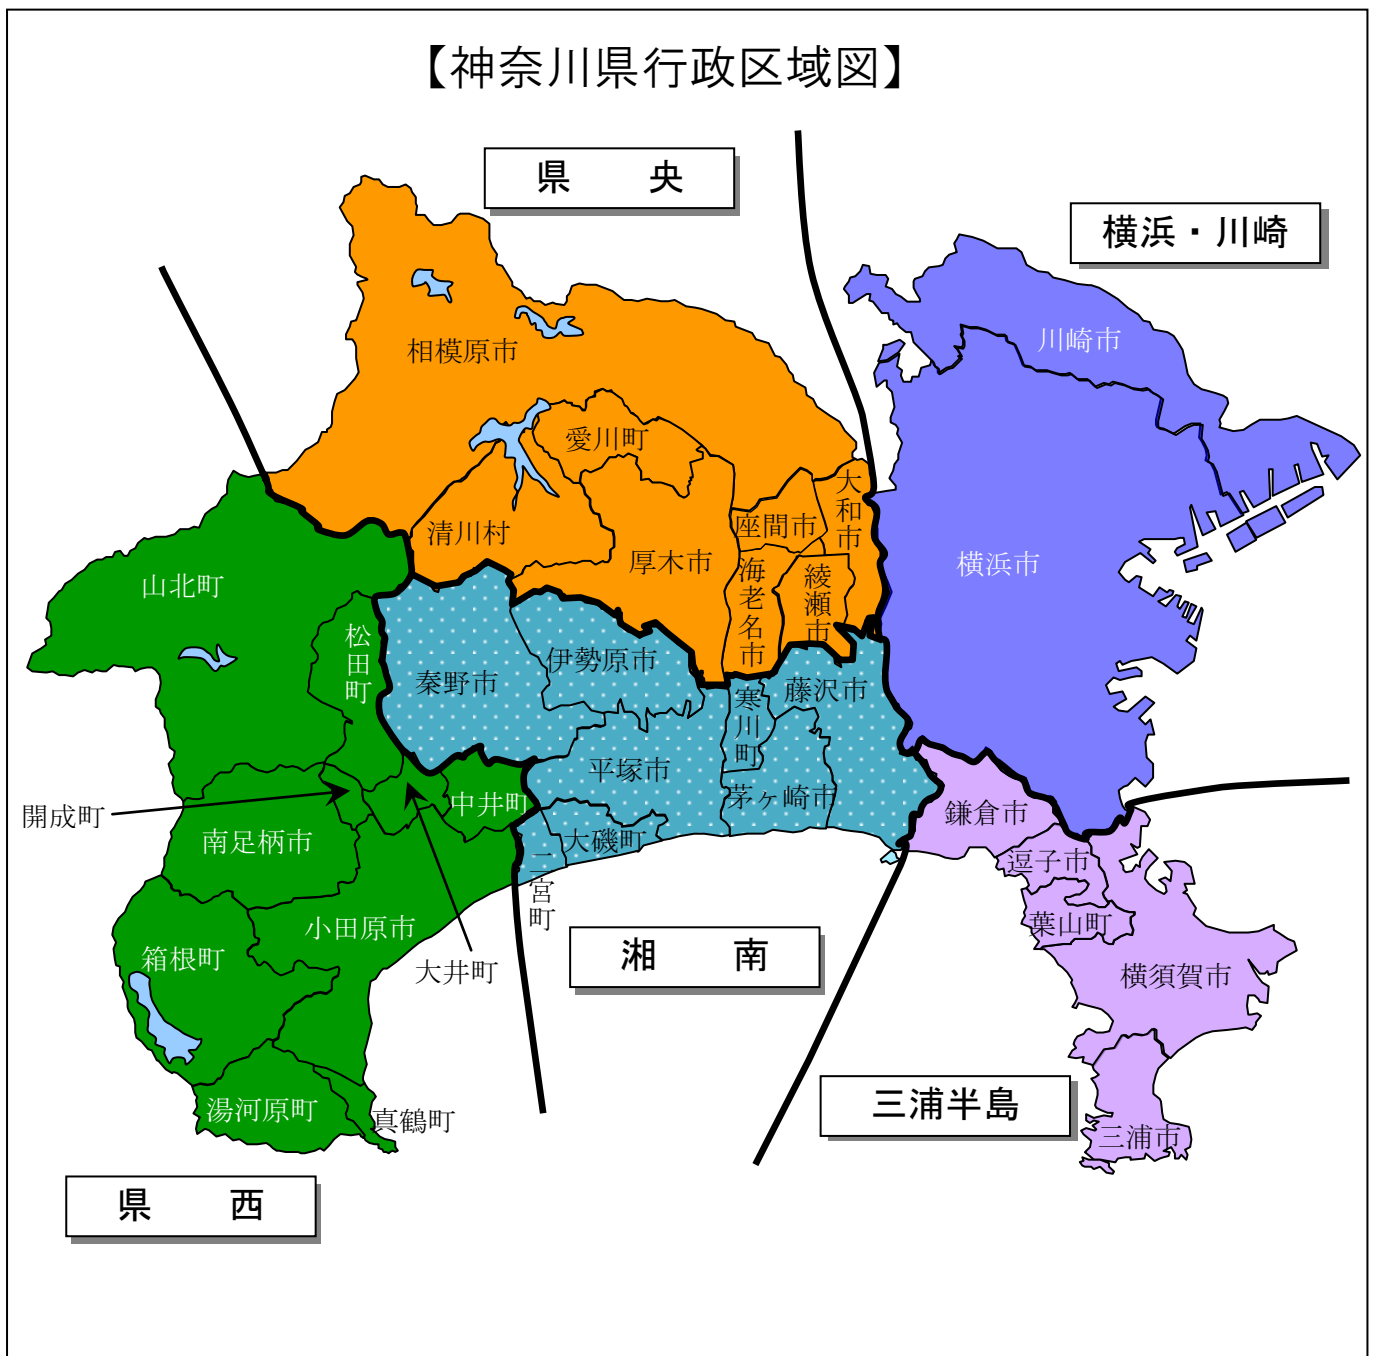 【神奈川県行政区域図】
県　央
横浜・川崎
川崎市
相模原市
愛川町
大和市
座間市
清川村
厚木市
海老名市
綾瀬市
横浜市
山北町
松田町
秦野市
伊勢原市
寒川町
藤沢市
平塚市
茅ヶ崎市
中井町
開成町
南足柄市
大磯町
二宮町
鎌倉市
逗子市
葉山町
小田原市
大井町
箱根町
湘　南
横須賀市
三浦半島
湯河原町
真鶴町
三浦市
県　西